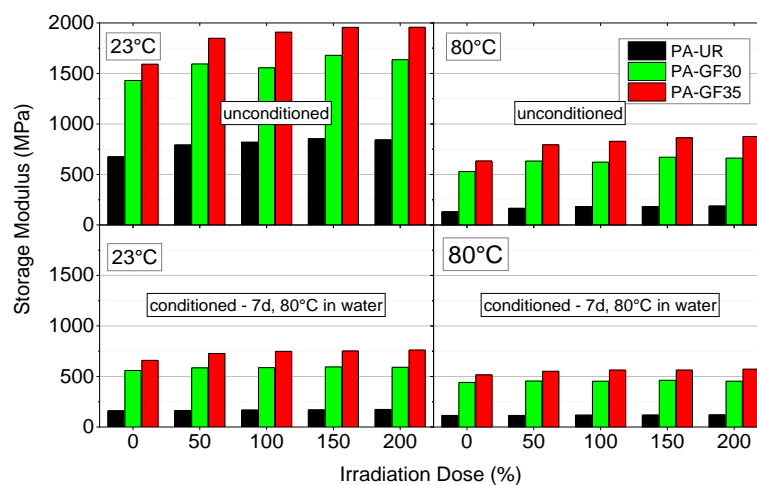 2000
1500
1000
500
0
23°C
unconditioned
80°C
unconditioned
PA-UR
PA-GF30
PA-GF35
Storage Modulus (MPa)
1500
1000
500
0
23°C
conditioned - 7d, 80°C in water
80°C
conditioned - 7d, 80°C in water
0 50 100 150 200 0 50 100 150 200
Irradiation Dose (%)